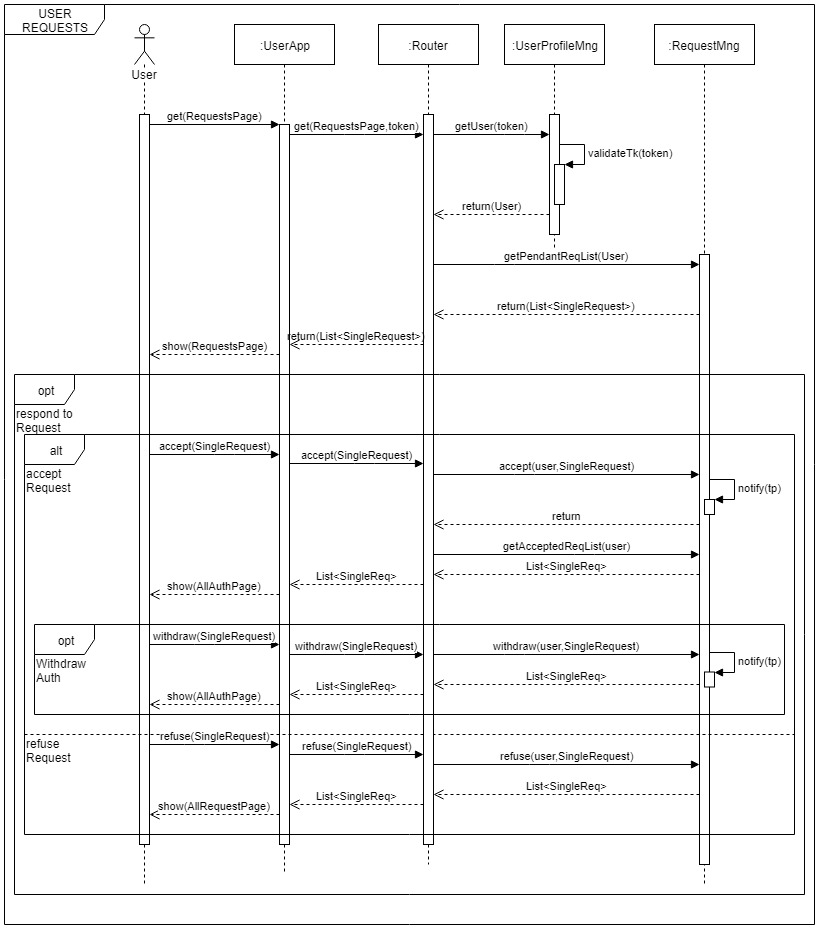 USER
REQUESTS
User
:UserApp
:Router
:UserProfileMng
:RequestMng
get(RequestsPage)
get(RequestsPage,token)
getUser(token)
validateTk(token)
return(User)
getPendantReqList(User)
return(List<SingleRequest>)
return(List<SingleRequest>)
show(RequestsPage)
opt
respond to
Request
alt
accept
Request
accept(SingleRequest)
accept(SingleRequest)
accept(user,SingleRequest)
notify(tp)
return
getAcceptedReqList(user)
List<SingleReq>
List<SingleReq>
show(AllAuthPage)
opt
Withdraw
Auth
withdraw(SingleRequest)
withdraw(SingleRequest)
withdraw(user,SingleRequest)
notify(tp)
List<SingleReq>
List<SingleReq>
show(AllAuthPage)
refuse
Request
refuse(SingleRequest)
refuse(SingleRequest)
refuse(user,SingleRequest)
List<SingleReq>
List<SingleReq>
show(AllRequestPage)